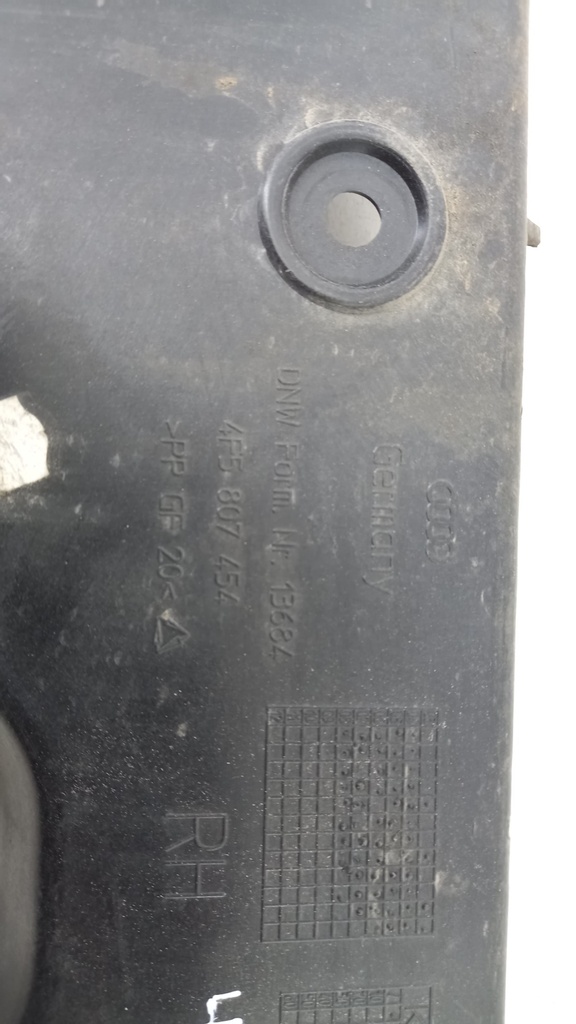 Germany
DNW Form. Nr. 13684
4F5 807 454
>PP GF 20<
RH